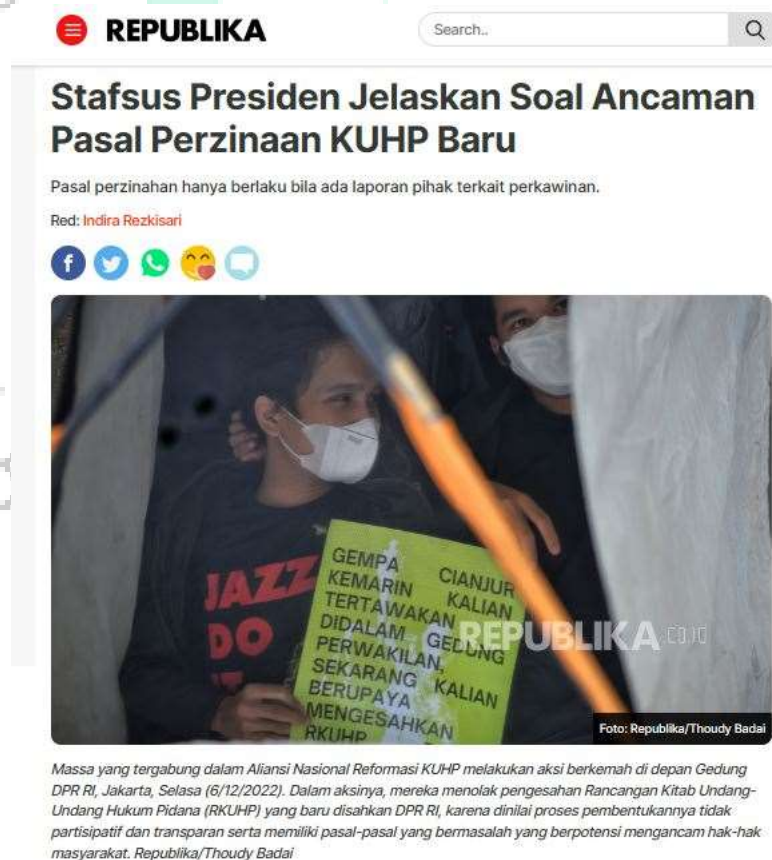 REPUBLIKA
Search..
Stafsus Presiden Jelaskan Soal Ancaman
Pasal Perzinaan KUHP Baru
Pasal perzinahan hanya berlaku bila ada laporan pihak terkait perkawinan.
Red: Indira Rezkisari
JAZZ
DO
GEMPA CIANJUR
KEMARIN KALIAN
TERTAWAKAN
DIDALAM GEDUNG
PERWAKILAN,
SEKARANG KALIAN
BERUPAYA
MENGESAHKAN
RKUHP
REPUBLIKA.CO.ID
Foto: Republika/Thoudy Badai
Massa yang tergabung dalam Aliansi Nasional Reformasi KUHP melakukan aksi berkemah di depan Gedung
DPR RI, Jakarta, Selasa (6/12/2022). Dalam aksinya, mereka menolak pengesahan Rancangan Kitab Undang-
Undang Hukum Pidana (RKUHP) yang baru disahkan DPR RI, karena dinilai proses pembentukannya tidak
partisipatif dan transparan serta memiliki pasal-pasal yang bermasalah yang berpotensi mengancam hak-hak
masyarakat. Republika/Thoudy Badai